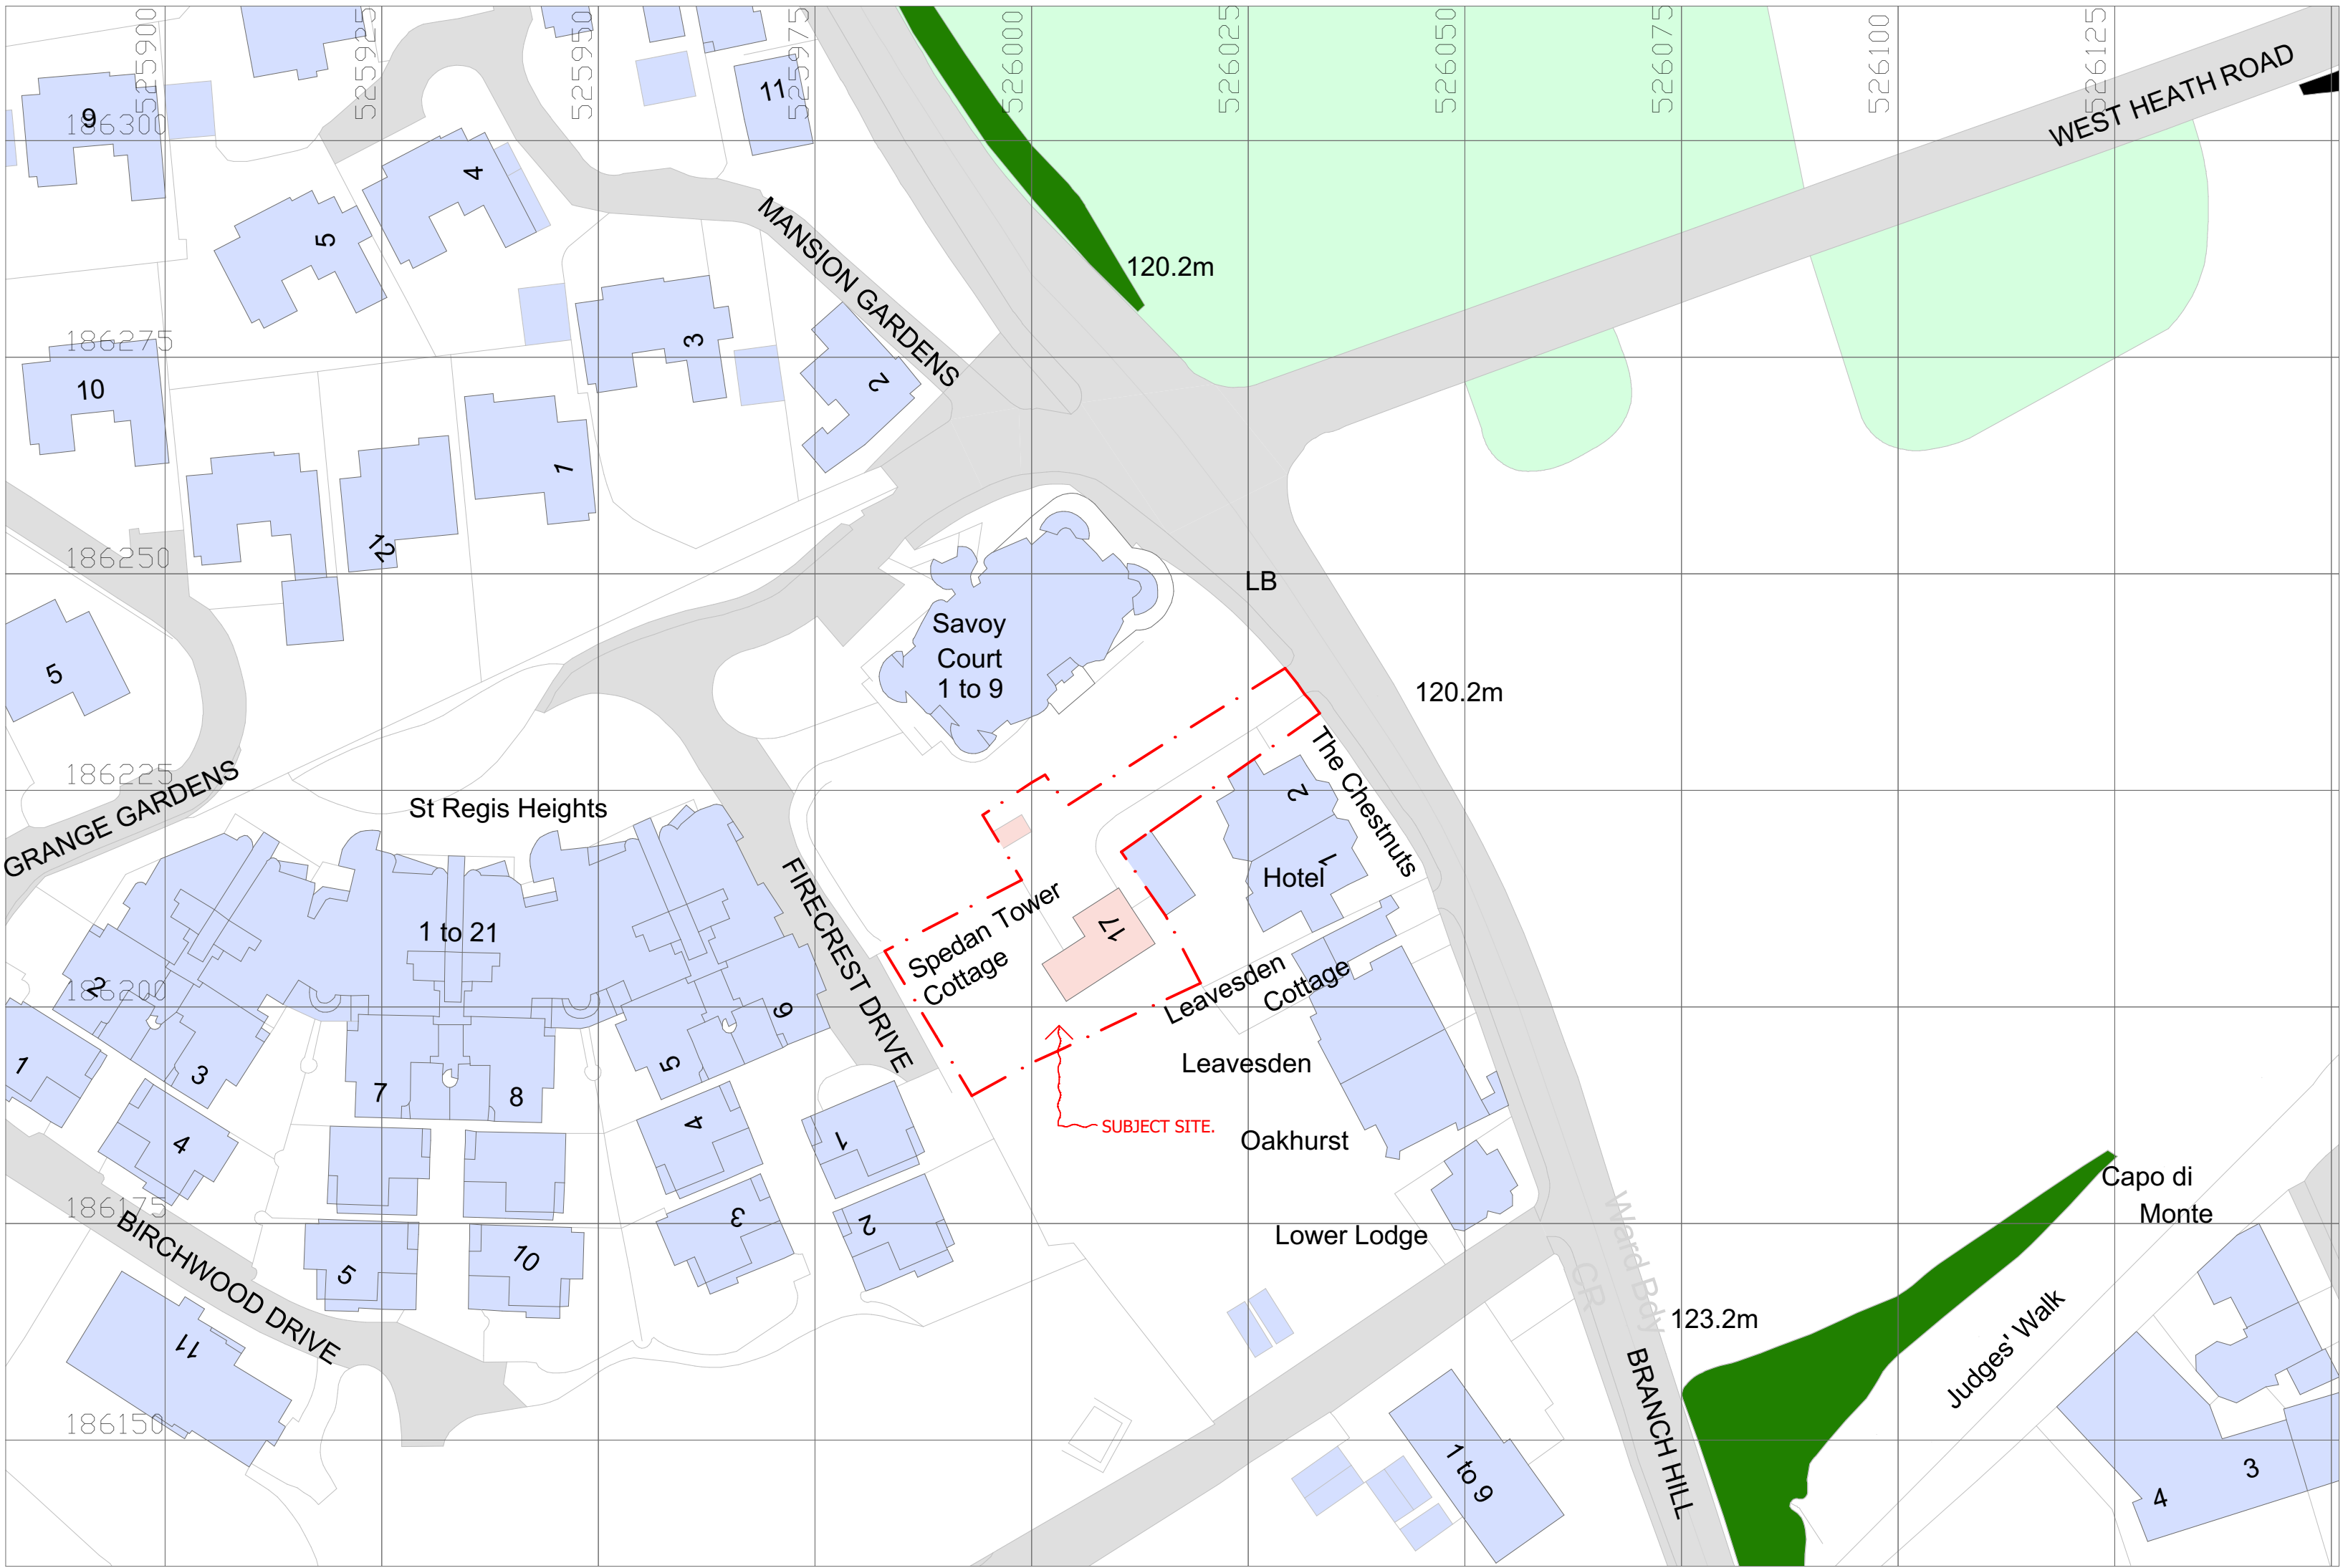 525900
525925
525950
525975
526000
526025
526050
526075
526100
526125
WEST HEATH ROAD
9
11
186300
4
5
MANSION GARDENS
120.2m
3
2
186275
10
1
12
186250
LB
Savoy
Court
1 to 9
5
120.2m
The Chestnuts
186225
GRANGE GARDENS
St Regis Heights
2
1
Hotel
FIRECREST DRIVE
1 to 21
17
Spedan Tower
Cottage
Leavesden
Cottage
2
186200
6
1
3
7
8
5
Leavesden
SUBJECT SITE.
4
4
1
Oakhurst
Capo di
Monte
186175
BIRCHWOOD DRIVE
3
2
Lower Lodge
Ward Bdy
CR
5
10
123.2m
11
Judges' Walk
BRANCH HILL
186150
1 to 9
4
3